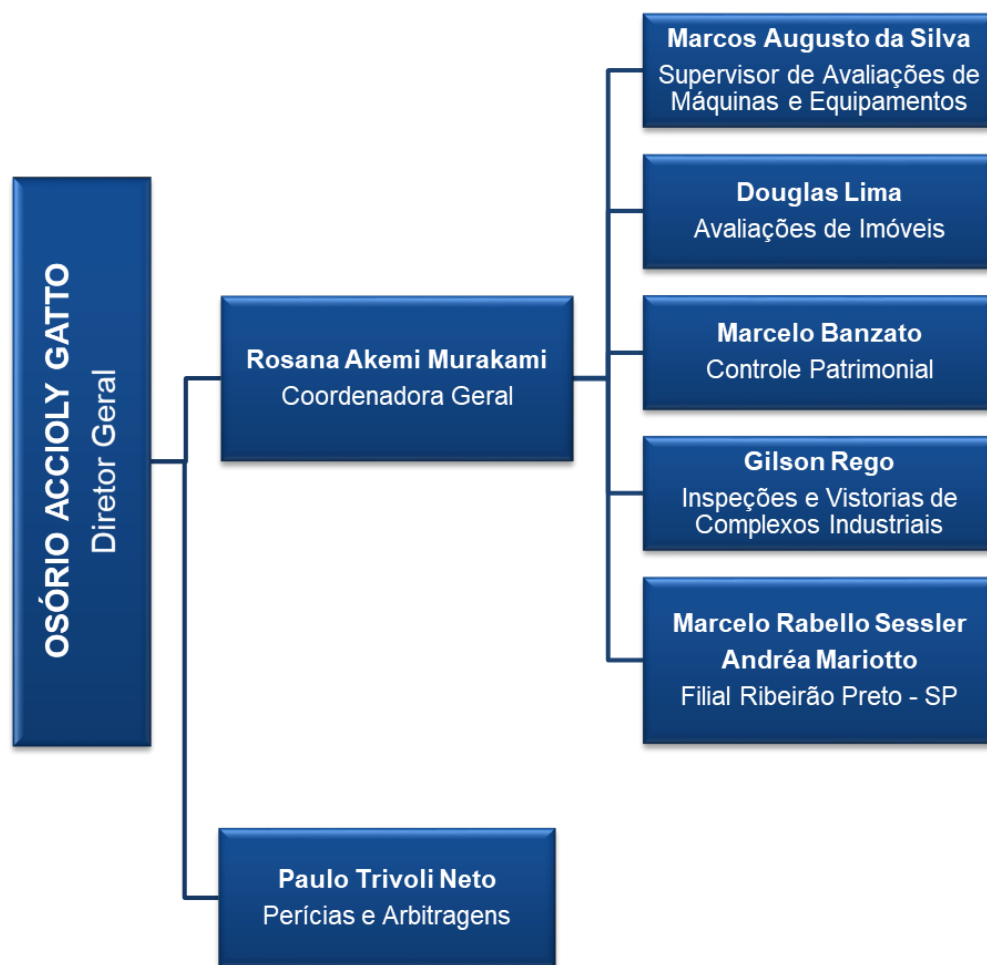 OSÓRIO ACCIOLY GATTO
Diretor Geral
Rosana Akemi Murakami
Coordenadora Geral
Marcos Augusto da Silva
Supervisor de Avaliações de
Máquinas e Equipamentos
Douglas Lima
Avaliações de Imóveis
Marcelo Banzato
Controle Patrimonial
Gilson Rego
Inspeções e Vistorias de
Complexos Industriais
Marcelo Rabello Sessler
Andréa Mariotto
Filial Ribeirão Preto - SP
Paulo Trivoli Neto
Perícias e Arbitragens